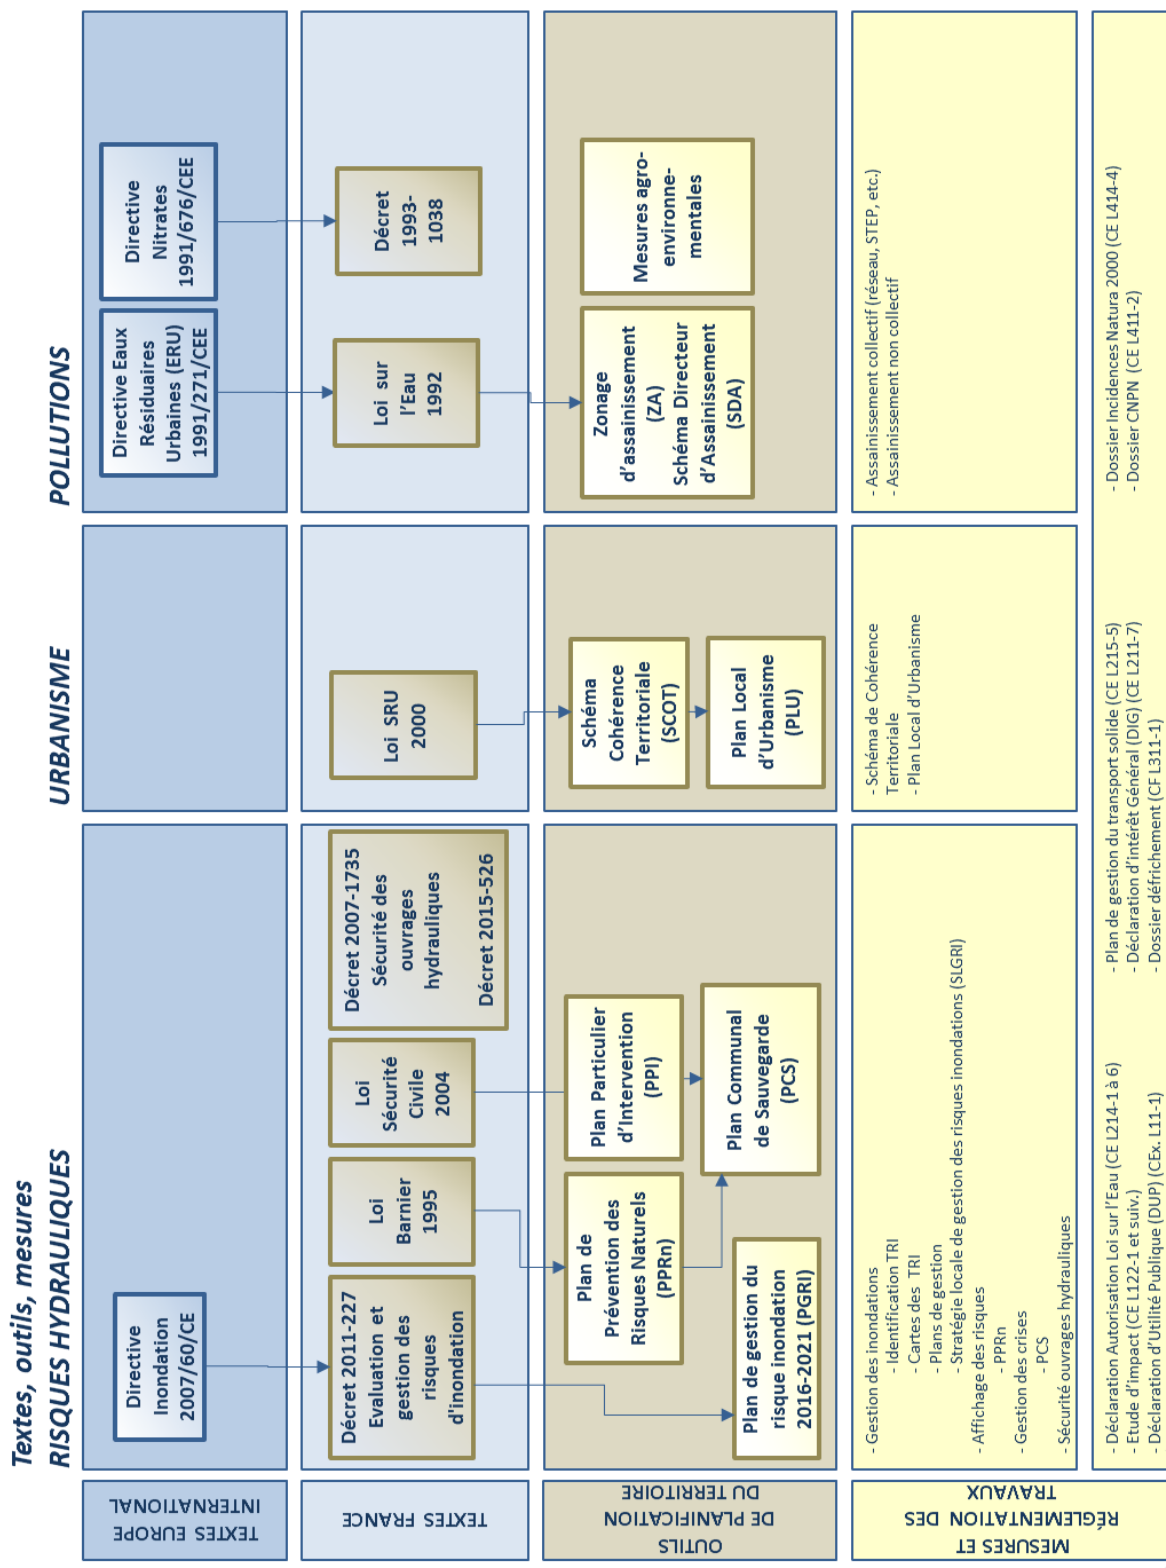 Textes, outils, mesures
RISQUES HYDRAULIQUES
URBANISME
POLLUTIONS
TEXTES EUROPE
INTERNATIONAL
Directive
Inondation
2007/60/CE
Directive Eaux
Résiduaires
Urbaines (ERU)
1991/271/CEE
Directive
Nitrates
1991/676/CEE
TEXTES FRANCE
Décret 2011-227
Evaluation et
gestion des
risques
d'inondation
Loi
Barnier
1995
Loi
Sécurité
Civile
2004
Décret 2007-1735
Sécurité des
ouvrages
hydrauliques
Décret 2015-526
Loi SRU
2000
Loi sur
l'Eau
1992
Décret
1993-
1038
OUTILS
DE PLANIFICATION
DU TERRITOIRE
Plan de
Prévention des
Risques Naturels
(PPRn)
Plan Particulier
d'Intervention
(PPI)
Plan de gestion du
risque inondation
2016-2021 (PGRI)
Plan Communal
de Sauvegarde
(PCS)
Schéma
Cohérence
Territoriale
(SCOT)
Plan Local
d'Urbanisme
(PLU)
Zonage
d'assainissement
(ZA)
Schéma Directeur
d'Assainissement
(SDA)
Mesures agro-
environne-
mentales
MESURES ET
RÉGLEMENTATION DES
TRAVAUX
- Gestion des inondations
- Identification TRI
- Cartes des TRI
- Plans de gestion
- Stratégie locale de gestion des risques inondations (SLGRI)
- Affichage des risques
- PPRn
- Gestion des crises
- PCS
- Sécurité ouvrages hydrauliques
- Schéma de Cohérence
Territoriale
- Plan Local d'Urbanisme
- Assainissement collectif (réseau, STEP, etc.)
- Assainissement non collectif
- Déclaration Autorisation Loi sur l'Eau (CE L214-1 à 6)
- Etude d'impact (CE L122-1 et suiv.)
- Déclaration d'Utilité Publique (DUP) (CEx. L11-1)
- Plan de gestion du transport solide (CE L215-5)
- Déclaration d'intérêt Général (DIG) (CE L211-7)
- Dossier défrichement (CF L311-1)
- Dossier Incidences Natura 2000 (CE L414-4)
- Dossier CNPN (CE L411-2)